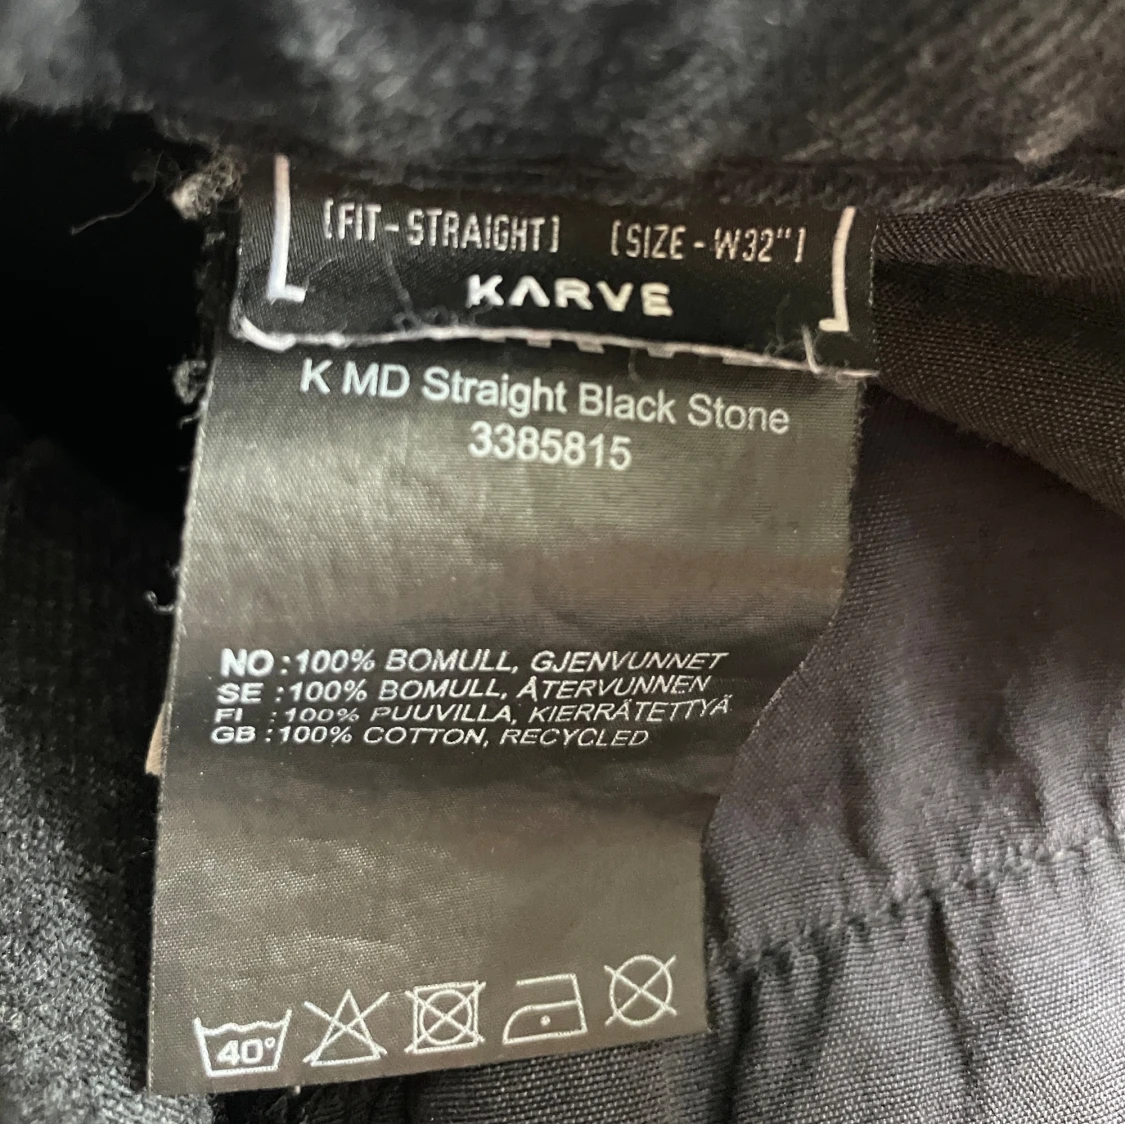 [FIT-STRAIGHT] [SIZE-W32"]
KARVE
K MD Straight Black Stone
3385815
NO :100% BOMULL, GJENVUNNET
SE :100% BOMULL, ÅTERVUNNEN
FI :100% PUUVILLA, KIERRÄTETTYÄ
GB :100% COTTON, RECYCLED
40°